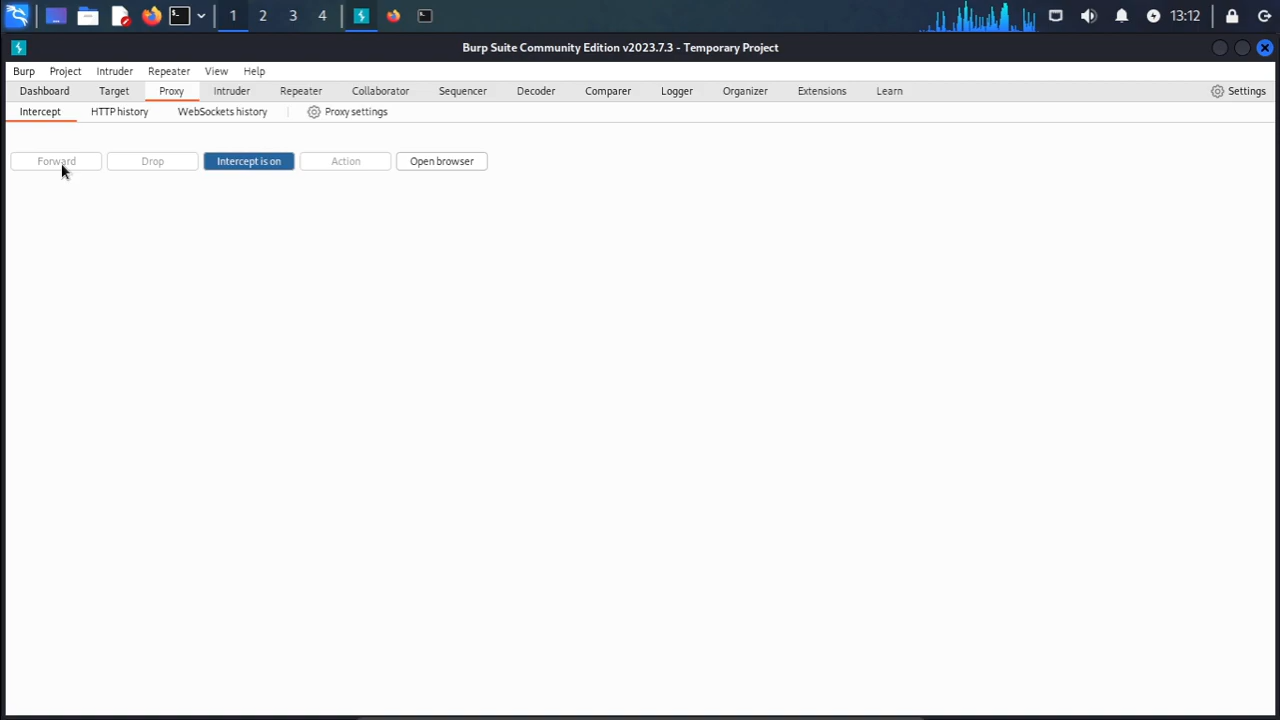 1 2 3 4 13:12
Burp Suite Community Edition v2023.7.3 - Temporary Project
Burp Project Intruder Repeater View Help
Dashboard Target Proxy Intruder Repeater Collaborator Sequencer Decoder Comparer Logger Organizer Extensions Learn Settings
Intercept HTTP history WebSockets history Proxy settings
Forward Drop Intercept is on Action Open browser